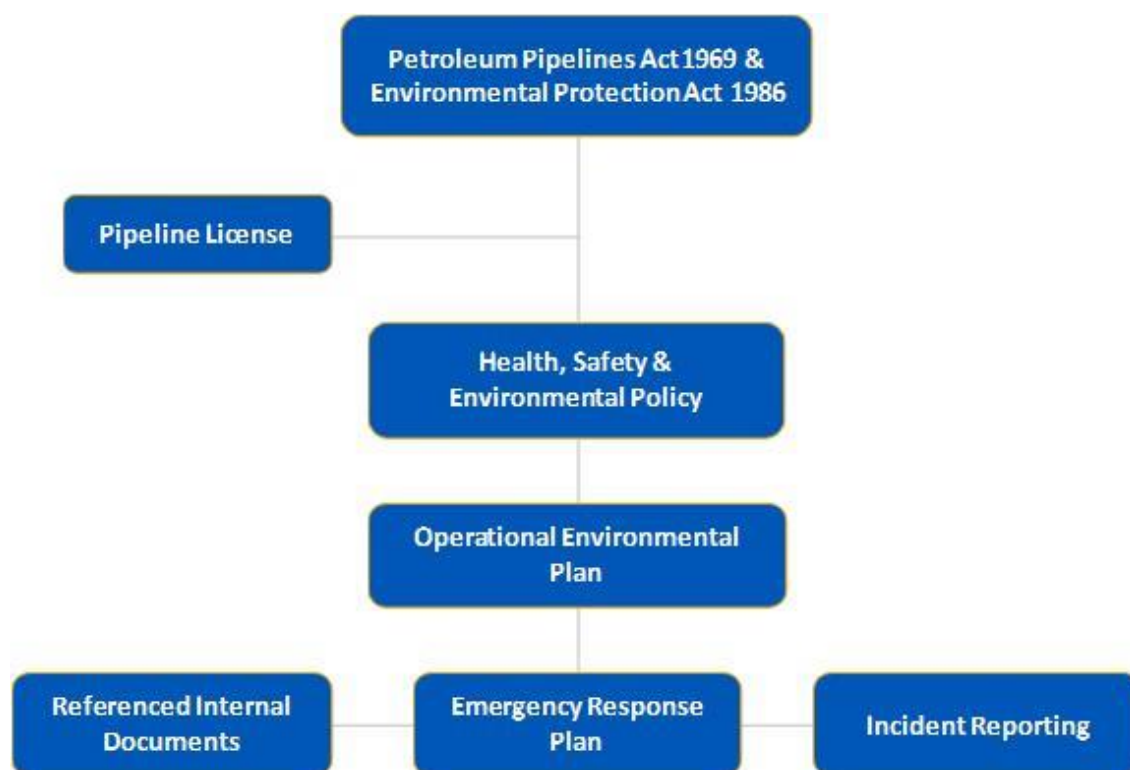 Petroleum Pipelines Act 1969 &
Environmental Protection Act 1986
Pipeline License
Health, Safety &
Environmental Policy
Operational Environmental
Plan
Referenced Internal
Documents
Emergency Response
Plan
Incident Reporting